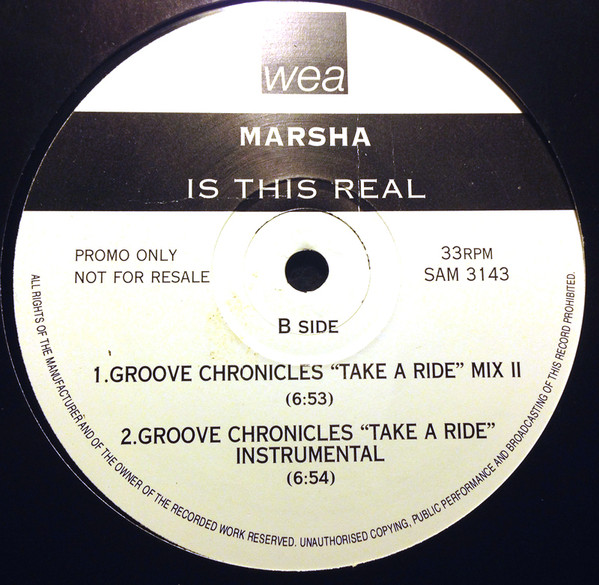 wea
MARSHA
IS THIS REAL
PROMO ONLY
NOT FOR RESALE
33RPM
SAM 3143
B SIDE
1.GROOVE CHRONICLES “TAKE A RIDE” MIX II
(6:53)
2.GROOVE CHRONICLES “TAKE A RIDE”
INSTRUMENTAL
(6:54)
ALL RIGHTS OF THE MANUFACTURER AND OF THE OWNER OF THE RECORDED WORK RESERVED. UNAUTHORISED COPYING, PUBLIC PERFORMANCE AND BROADCASTING OF THIS RECORD PROHIBITED.